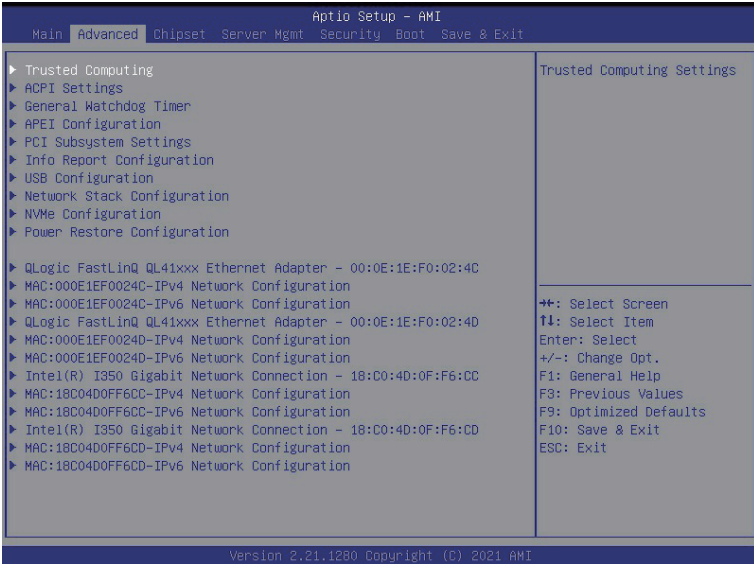 Aptio Setup – AMI
Main Advanced Chipset Server Mgmt Security Boot Save & Exit
Trusted Computing
ACPI Settings
General Watchdog Timer
APEI Configuration
PCI Subsystem Settings
Info Report Configuration
USB Configuration
Network Stack Configuration
NVMe Configuration
Power Restore Configuration
QLogic FastLinQ QL41xxx Ethernet Adapter – 00:0E:1E:F0:02:4C
MAC:000E1EF0024C-IPv4 Network Configuration
MAC:000E1EF0024C-IPv6 Network Configuration
QLogic FastLinQ QL41xxx Ethernet Adapter – 00:0E:1E:F0:02:4D
MAC:000E1EF0024D-IPv4 Network Configuration
MAC:000E1EF0024D-IPv6 Network Configuration
Intel(R) I350 Gigabit Network Connection – 18:C0:4D:0F:F6:CC
MAC:18C04D0FF6CC-IPv4 Network Configuration
MAC:18C04D0FF6CC-IPv6 Network Configuration
Intel(R) I350 Gigabit Network Connection – 18:C0:4D:0F:F6:CD
MAC:18C04D0FF6CD-IPv4 Network Configuration
MAC:18C04D0FF6CD-IPv6 Network Configuration
Trusted Computing Settings
→←: Select Screen
↑↓: Select Item
Enter: Select
+/-: Change Opt.
F1: General Help
F3: Previous Values
F9: Optimized Defaults
F10: Save & Exit
ESC: Exit
Version 2.21.1280 Copyright (C) 2021 AMI